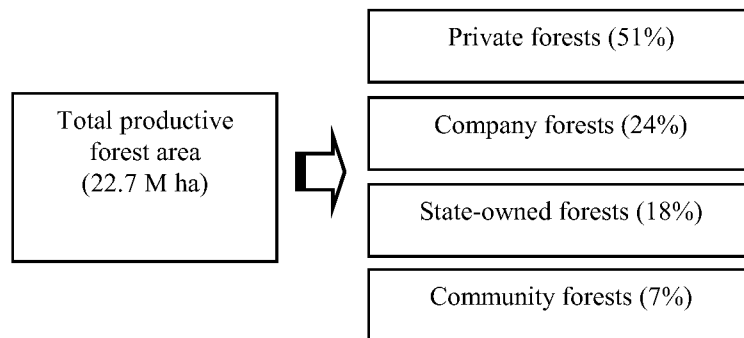 Total productive
forest area
(22.7 M ha)
Private forests (51%)
Company forests (24%)
State-owned forests (18%)
Community forests (7%)